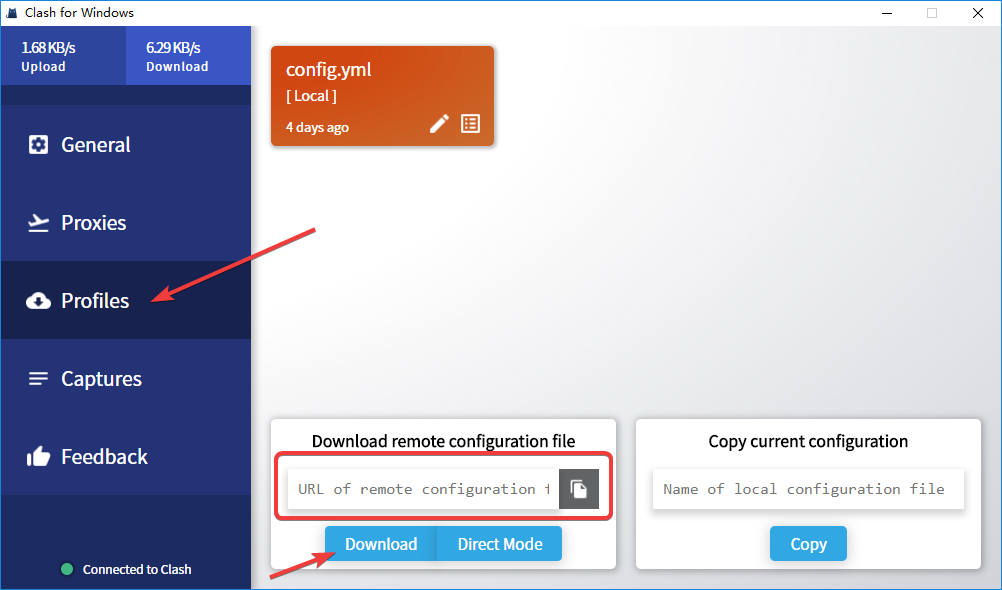 Clash for Windows
1.68 KB/s
Upload
6.29 KB/s
Download
General
Proxies
Profiles
Captures
Feedback
Connected to Clash
config.yml
[ Local ]
4 days ago
Download remote configuration file
URL of remote configuration f
Download
Direct Mode
Copy current configuration
Name of local configuration file
Copy